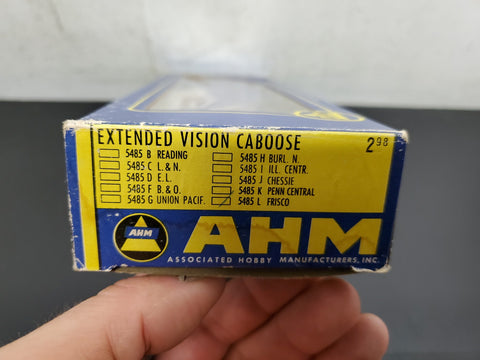 EXTENDED VISION CABOOSE
2 98
5485 B READING
5485 C L. & N.
5485 D E. L
5485 F B. & O.
5485 G UNION PACIF.
5485 H BURL. N.
5485 I ILL. CENTR.
5485 J CHESSIE
5485 K PENN CENTRAL
5485 L FRISCO
AHM
AHM
ASSOCIATED HOBBY MANUFACTURERS, INC.